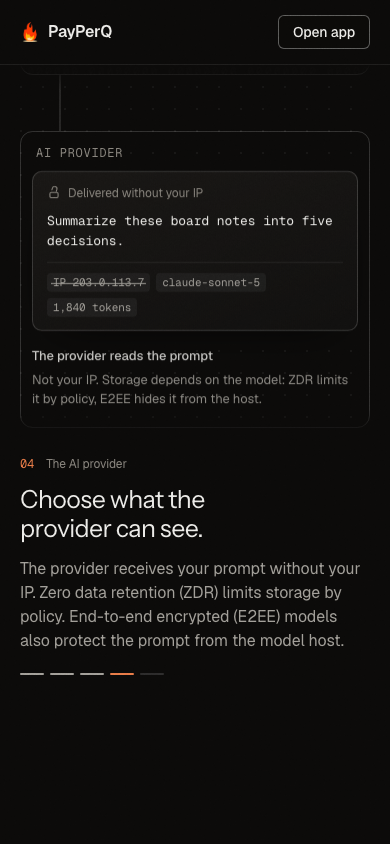 PayPerQ
Open app
AI PROVIDER
Delivered without your IP
Summarize these board notes into five
decisions.
IP 203.0.113.7
claude-sonnet-5
1,840 tokens
The provider reads the prompt
Not your IP. Storage depends on the model: ZDR limits
it by policy, E2EE hides it from the host.
04 The AI provider
Choose what the
provider can see.
The provider receives your prompt without your
IP. Zero data retention (ZDR) limits storage by
policy. End-to-end encrypted (E2EE) models
also protect the prompt from the model host.